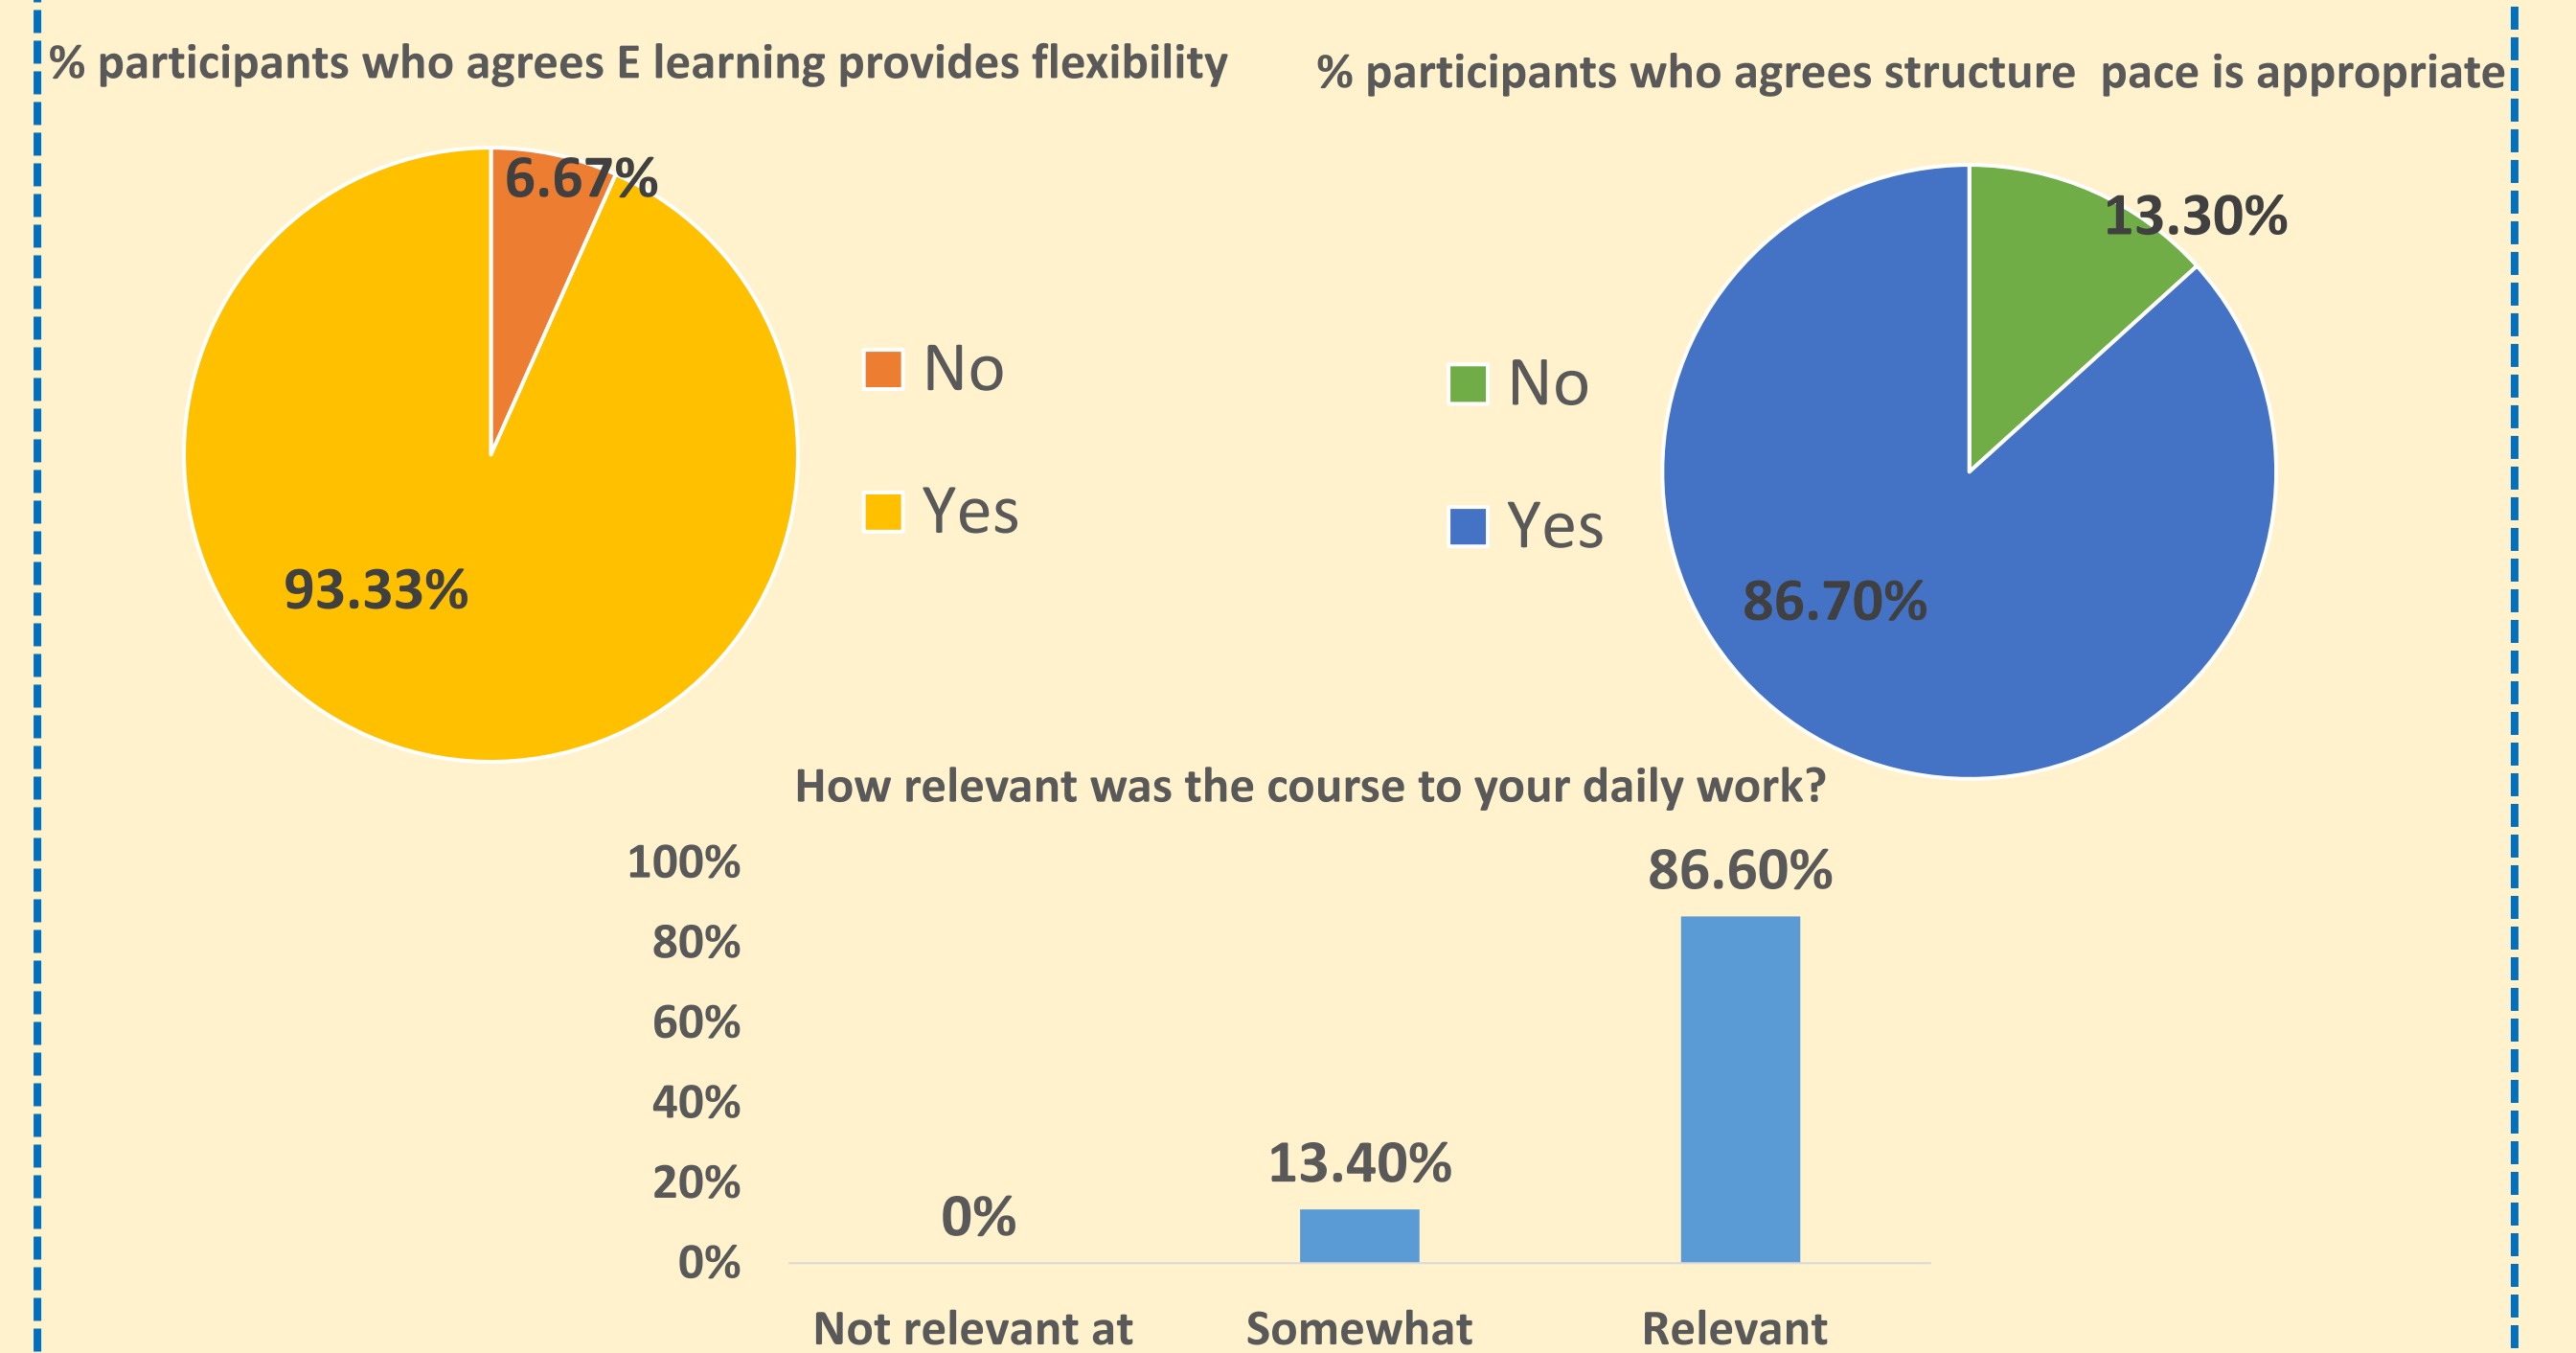 % participants who agrees E learning provides flexibility
6.67%
No
Yes
93.33%
% participants who agrees structure  pace is appropriate
13.30%
No
Yes
86.70%
How relevant was the course to your daily work?
100%
80%
60%
40%
20%
0%
0%
13.40%
86.60%
Not relevant at
Somewhat
Relevant